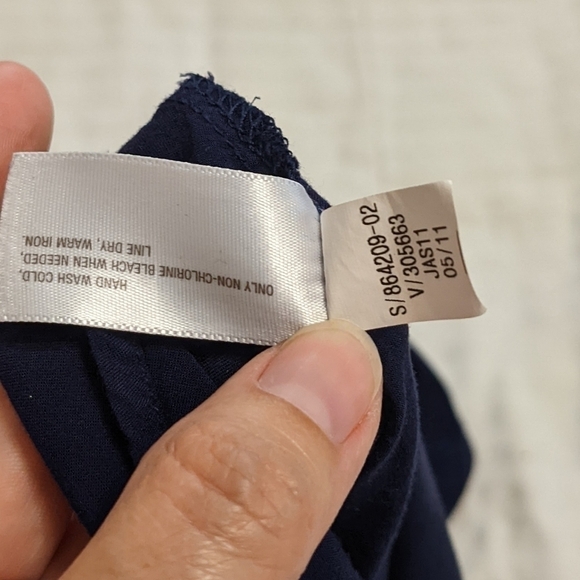 HAND WASH COLD,
ONLY NON-CHLORINE BLEACH WHEN NEEDED,
LINE DRY, WARM IRON.
S/864209-02
V/305663
JAS11
05/11